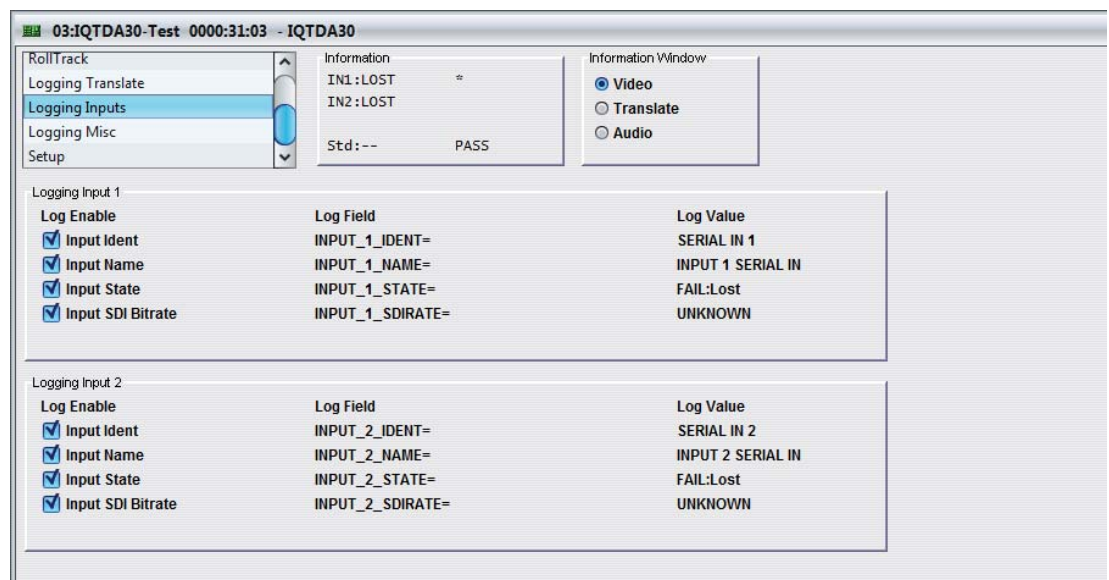 03:IQTDA30-Test 0000:31:03 - IQTDA30
RollTrack
Logging Translate
Logging Inputs
Logging Misc
Setup
Information
IN1:LOST *
IN2:LOST
Std:-- PASS
Information Window
Video
Translate
Audio
Logging Input 1
Log Enable Log Field Log Value
Input Ident INPUT_1_IDENT= SERIAL IN 1
Input Name INPUT_1_NAME= INPUT 1 SERIAL IN
Input State INPUT_1_STATE= FAIL:Lost
Input SDI Bitrate INPUT_1_SDIRATE= UNKNOWN
Logging Input 2
Log Enable Log Field Log Value
Input Ident INPUT_2_IDENT= SERIAL IN 2
Input Name INPUT_2_NAME= INPUT 2 SERIAL IN
Input State INPUT_2_STATE= FAIL:Lost
Input SDI Bitrate INPUT_2_SDIRATE= UNKNOWN